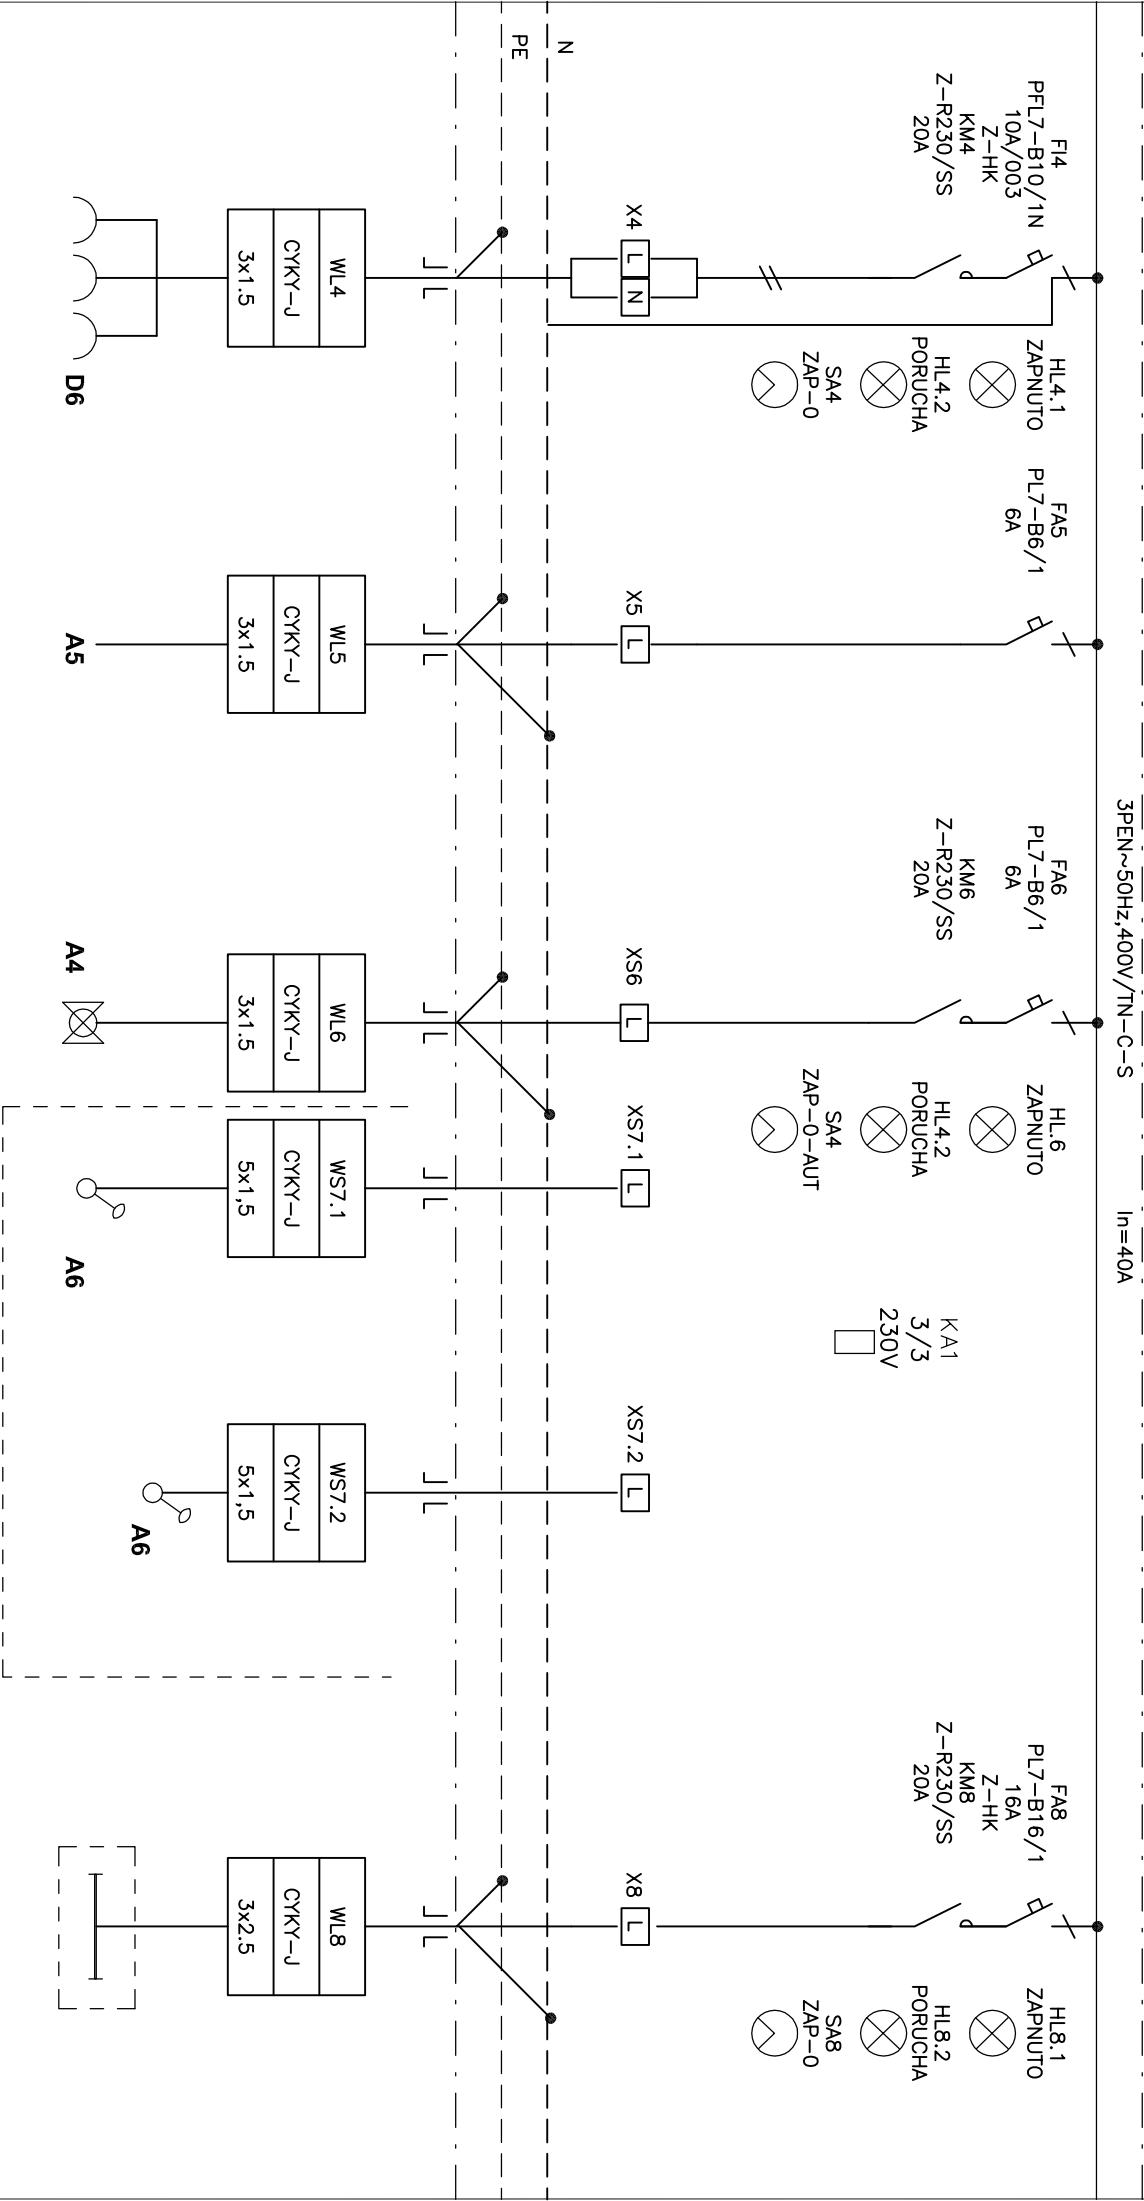 3PEN~50Hz,400V/TN-C-S
In=40A
FI4
PFL7-B10/1N
10A/003
Z-HK
KM4
Z-R230/SS
20A
HL4.1
ZAPNUTO
HL4.2
PORUCHA
SA4
ZAP-0
FA5
PL7-B6/1
6A
FA6
PL7-B6/1
6A
KM6
Z-R230/SS
20A
HL.6
ZAPNUTO
HL4.2
PORUCHA
SA4
ZAP-0-AUT
KA1
3/3
230V
FA8
PL7-B16/1
16A
Z-HK
KM8
Z-R230/SS
20A
HL8.1
ZAPNUTO
HL8.2
PORUCHA
SA8
ZAP-0
X4
L
N
X5
L
XS6
L
XS7.1
L
XS7.2
L
X8
L
N
PE
WL4
CYKY-J
3x1.5
WL5
CYKY-J
3x1.5
WL6
CYKY-J
3x1.5
WS7.1
CYKY-J
5x1,5
WS7.2
CYKY-J
5x1,5
WL8
CYKY-J
3x2.5
D6
A5
A4
A6
A6